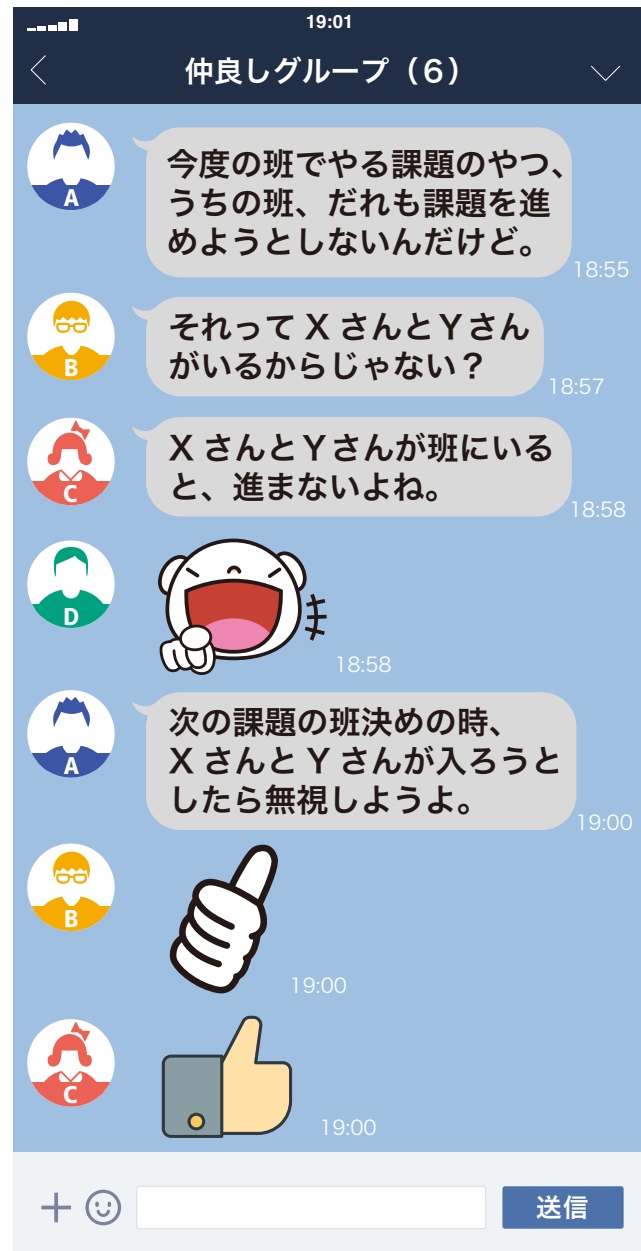 19:01
仲良しグループ（6）
A
今度の班でやる課題のやつ、
うちの班、だれも課題を進
めようとしないんだけど。
18:55
B
それって X さんとYさん
がいるからじゃない？
18:57
C
X さんとYさんが班にいる
と、進まないよね。
18:58
D
18:58
A
次の課題の班決めの時、
X さんと Y さんが入ろうと
したら無視しようよ。
19:00
B
19:00
C
19:00
送信